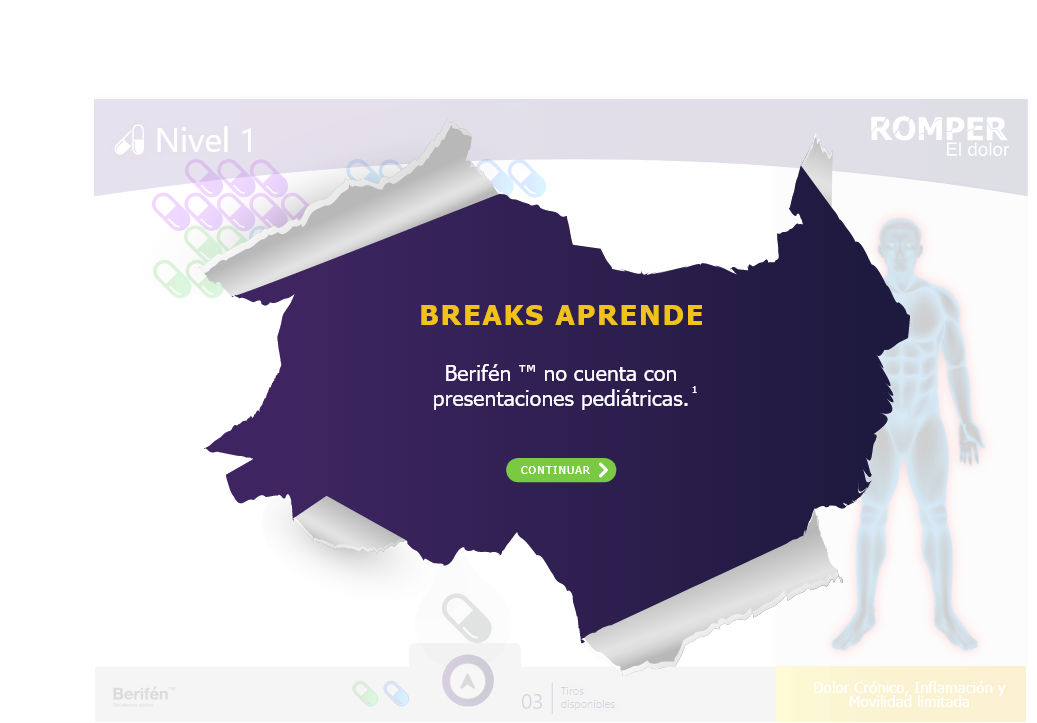 Nivel 1
ROMPER
El dolor
BREAKS APRENDE
Berifén ™ no cuenta con
presentaciones pediátricas.¹
CONTINUAR
Berifén™
03
Tiros
disponibles
Dolor Crónico, Inflamación y
Movilidad limitada